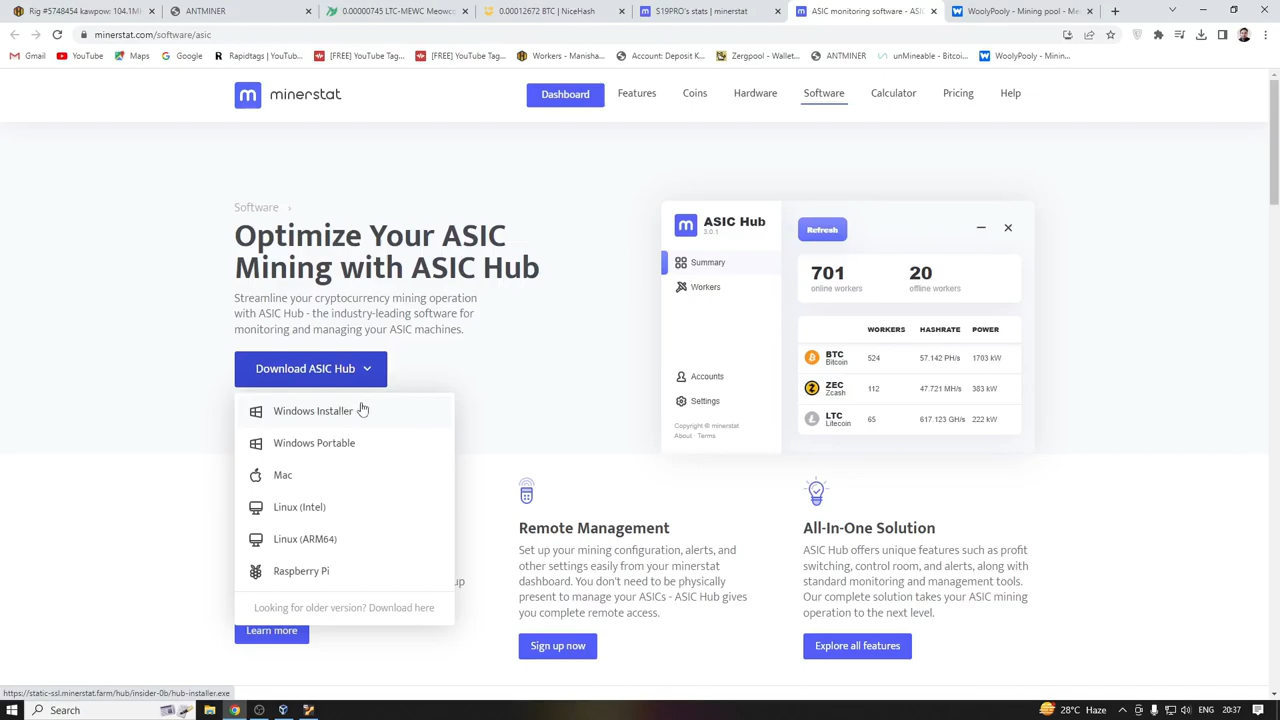 Rig #5748454 kawpow: 104.1MH
ANTMINER
0.00000745 LTC-MEWC Meowcoi
0.00012672 BTC | NiceHash
S19PRO's stats | minerstat
ASIC monitoring software - ASIC
WoolyPooly - Mining pool - Me
minerstat.com/software/asic
Gmail
YouTube
Maps
Google
Rapidtags | YouTub...
[FREE] YouTube Tag...
[FREE] YouTube Tag...
Workers - Manisha...
Account: Deposit K...
Zergpool - Wallet...
ANTMINER
unMineable - Bitcoi...
WoolyPooly - Minin...
minerstat
Dashboard
Features
Coins
Hardware
Software
Calculator
Pricing
Help
Software ›
Optimize Your ASIC
Mining with ASIC Hub
Streamline your cryptocurrency mining operation
with ASIC Hub - the industry-leading software for
monitoring and managing your ASIC machines.
Download ASIC Hub
Windows Installer
Windows Portable
Mac
Linux (Intel)
Linux (ARM64)
Raspberry Pi
Looking for older version? Download here
up
Learn more
ASIC Hub
3.0.1
Summary
Workers
Accounts
Settings
Copyright © minerstat
About · Terms
Refresh
701
online workers
20
offline workers
WORKERS HASHRATE POWER
BTC
Bitcoin
524 57.142 PH/s 1703 kW
ZEC
Zcash
112 47.721 MH/s 383 kW
LTC
Litecoin
65 617.123 GH/s 222 kW
Remote Management
Set up your mining configuration, alerts, and
other settings easily from your minerstat
dashboard. You don't need to be physically
present to manage your ASICs - ASIC Hub gives
you complete remote access.
Sign up now
All-In-One Solution
ASIC Hub offers unique features such as profit
switching, control room, and alerts, along with
standard monitoring and management tools.
Our complete solution takes your ASIC mining
operation to the next level.
Explore all features
https://static-ssl.minerstat.farm/hub/insider-0b/hub-installer.exe
Search
28°C Haze
ENG
20:37